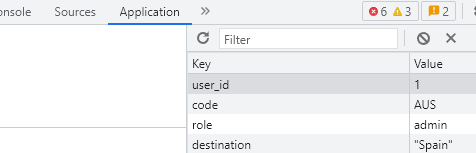 onsole Sources Application 6 3 2
Filter
Key Value
user_id 1
code AUS
role admin
destination "Spain"